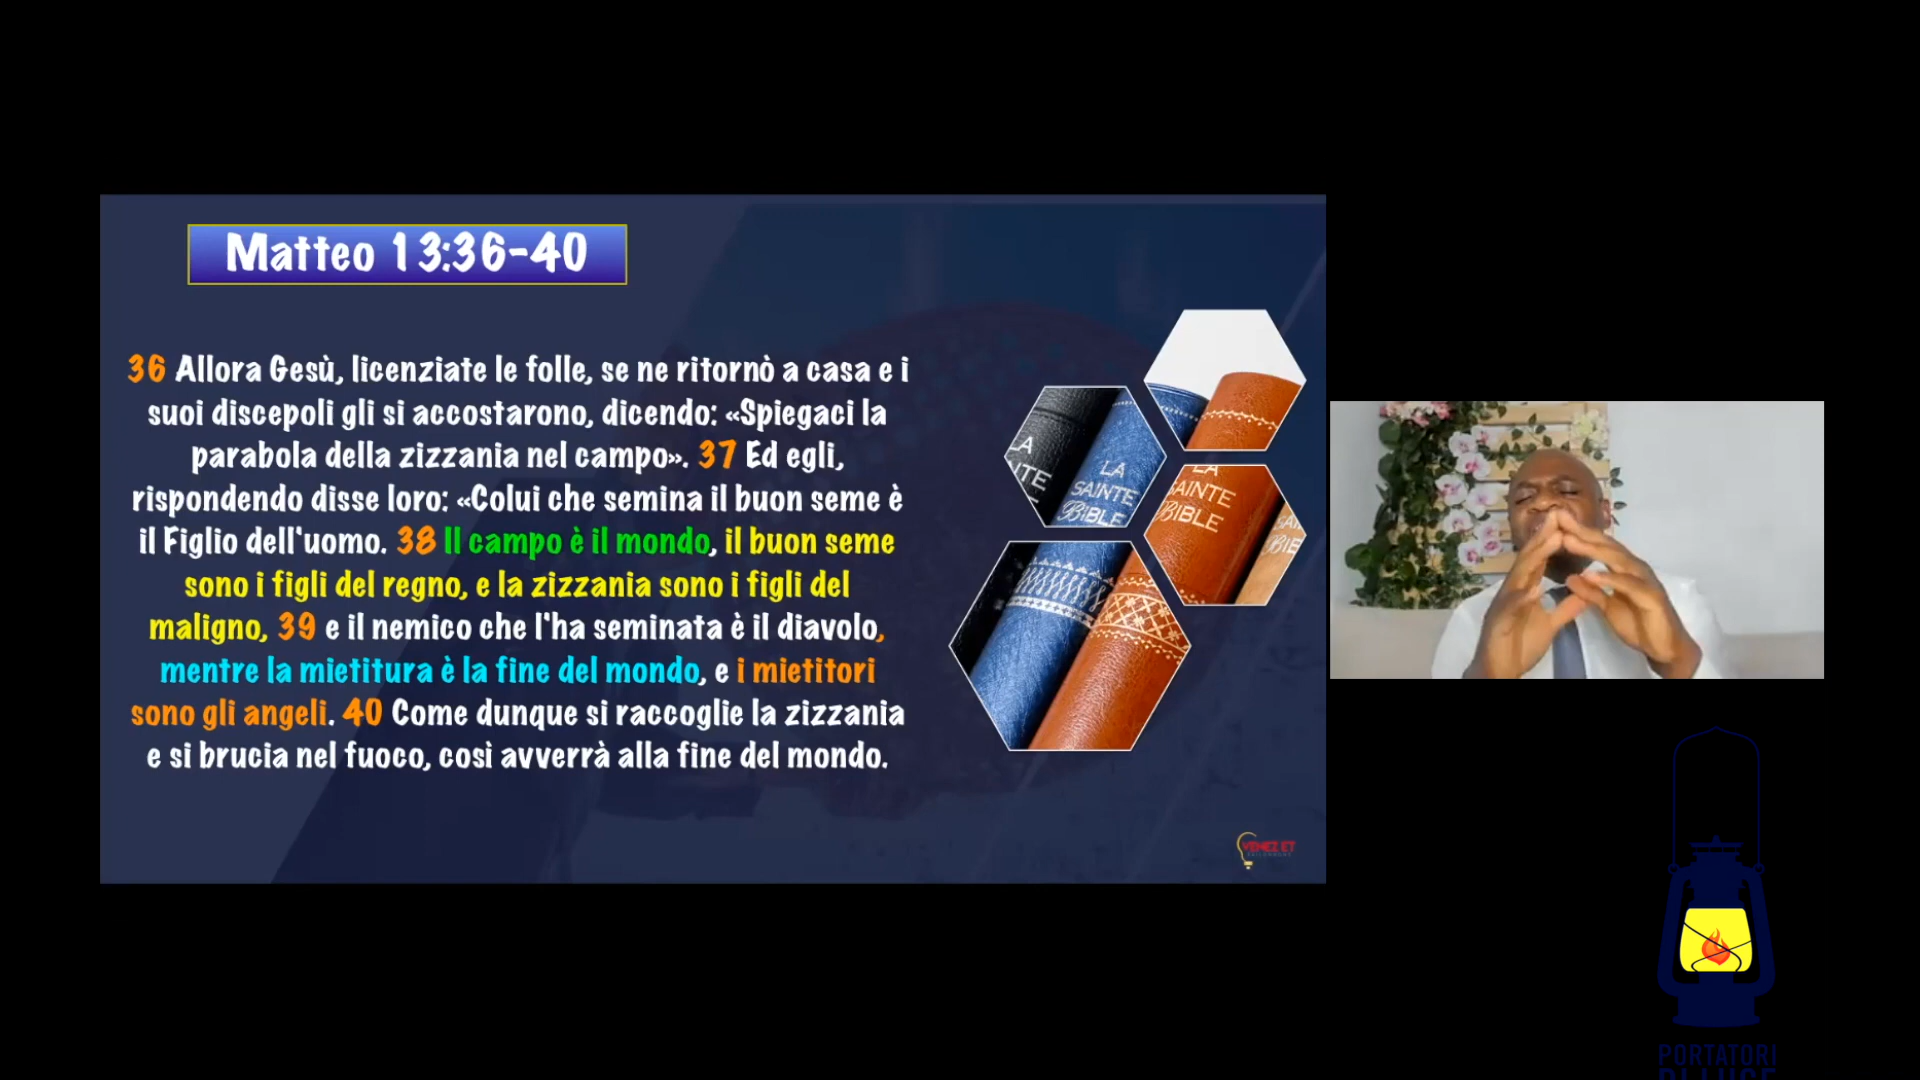 Matteo 13:36-40
36 Allora Gesù, licenziate le folle, se ne ritornò a casa e i
suoi discepoli gli si accostarono, dicendo: «Spiegaci la
parabola della zizzania nel campo». 37 Ed egli,
rispondendo disse loro: «Colui che semina il buon seme è
il Figlio dell'uomo. 38 Il campo è il mondo, il buon seme
sono i figli del regno, e la zizzania sono i figli del
maligno, 39 e il nemico che l'ha seminata è il diavolo,
mentre la mietitura è la fine del mondo, e i mietitori
sono gli angeli. 40 Come dunque si raccoglie la zizzania
e si brucia nel fuoco, così avverrà alla fine del mondo.
LA
SAINTE
BIBLE
LA
SAINTE
BIBLE
VENEZ ET
PORTATORI